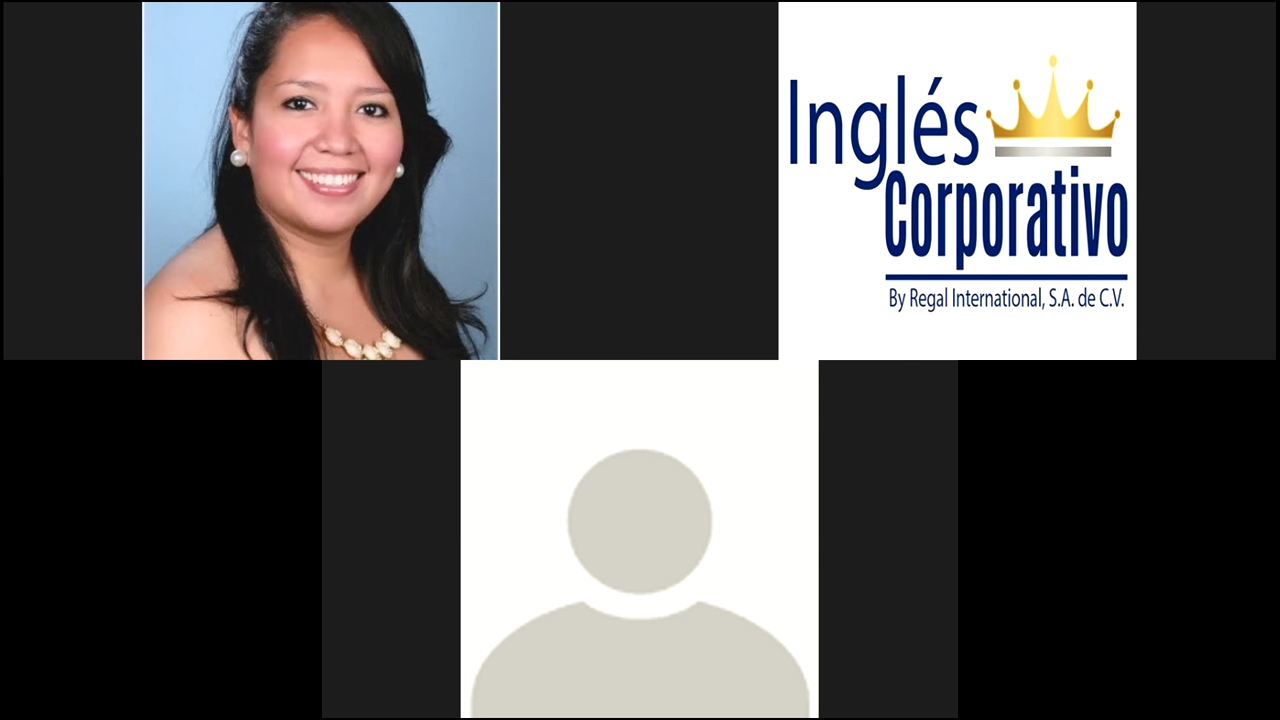 Inglés
Corporativo
By Regal International, S.A. de C.V.